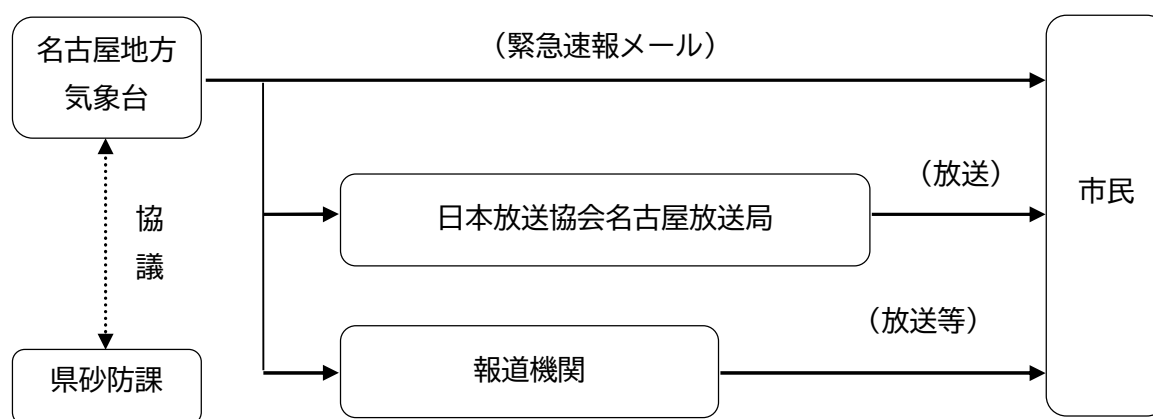 名古屋地方
気象台
（緊急速報メール）
（放送）
市民
日本放送協会名古屋放送局
協
議
（放送等）
報道機関
県砂防課